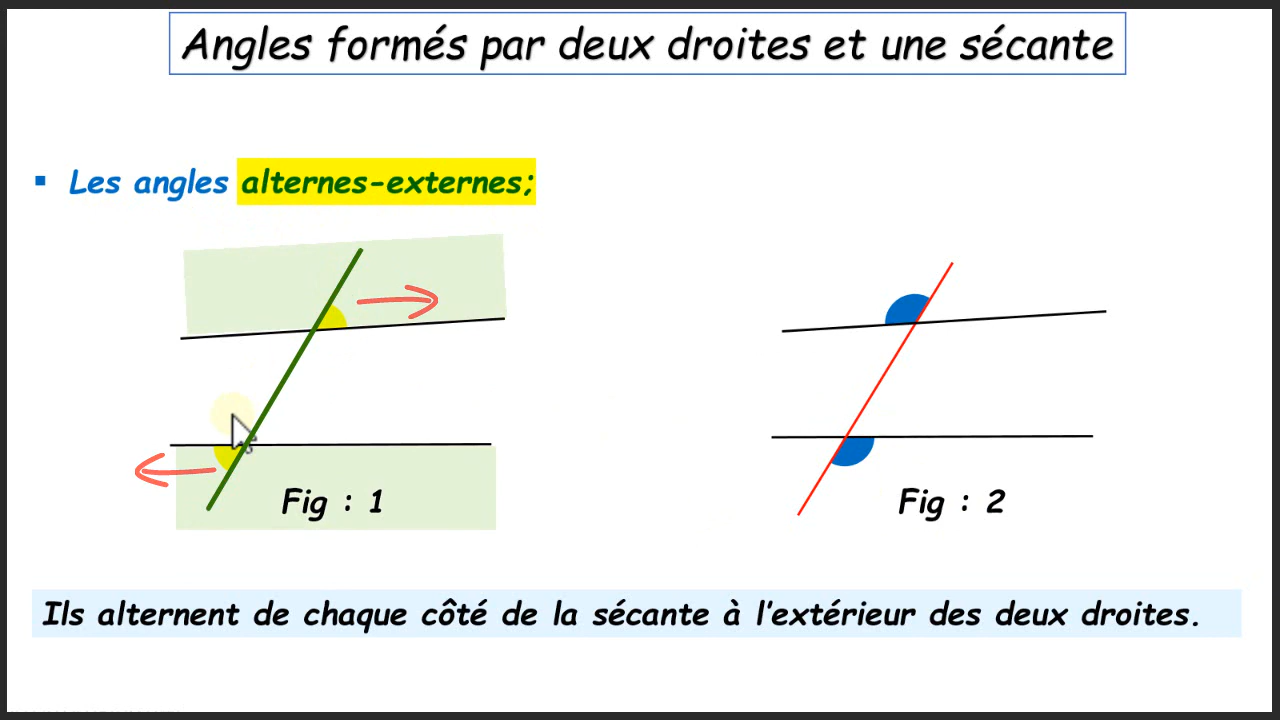 Angles formés par deux droites et une sécante
▪ Les angles alternes-externes;
Fig : 1
Fig : 2
Ils alternent de chaque côté de la sécante à l'extérieur des deux droites.